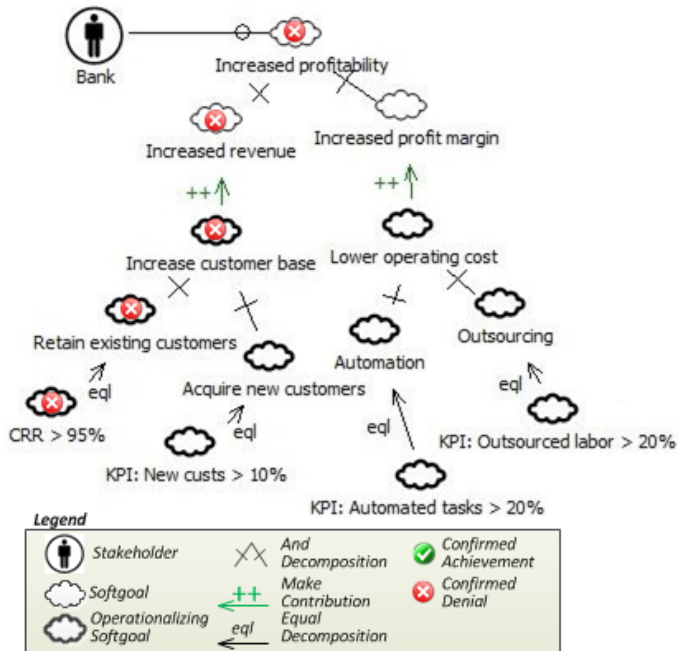 Bank
Increased profitability
Increased revenue
Increased profit margin
++
++
Increase customer base
Lower operating cost
Retain existing customers
Automation
Outsourcing
Acquire new customers
eql
eql
eql
eql
CRR > 95%
KPI: New custs > 10%
KPI: Outsourced labor > 20%
KPI: Automated tasks > 20%
Legend
Stakeholder
And
Decomposition
Confirmed
Achievement
Softgoal
++
Make
Contribution
Confirmed
Denial
Operationalizing
Softgoal
eql
Equal
Decomposition